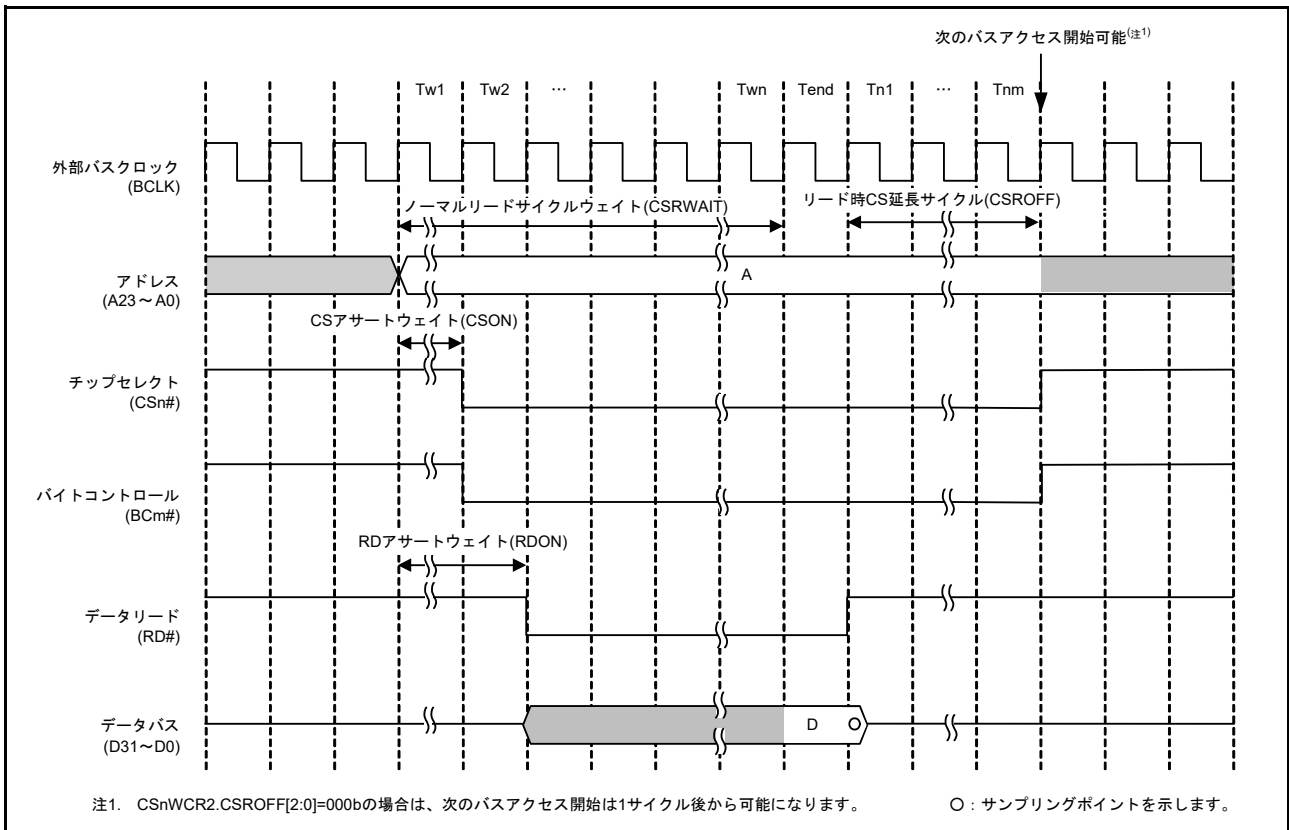 次のバスアクセス開始可能(注1)
Tw1 Tw2 … Twn Tend Tn1 … Tnm
外部バスクロック
(BCLK)
ノーマルリードサイクルウェイト(CSRWAIT)
リード時CS延長サイクル(CSROFF)
アドレス
(A23～A0)
A
CSアサートウェイト(CSON)
チップセレクト
(CSn#)
バイトコントロール
(BCm#)
RDアサートウェイト(RDON)
データリード
(RD#)
データバス
(D31～D0)
D
注1. CSnWCR2.CSROFF[2:0]=000bの場合は、次のバスアクセス開始は1サイクル後から可能になります。
○：サンプリングポイントを示します。